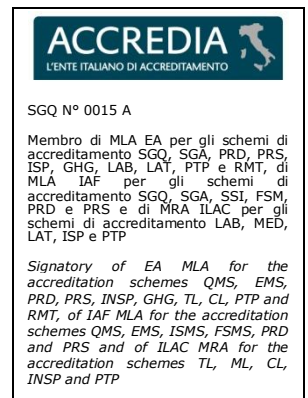 ACCREDIA
L'ENTE ITALIANO DI ACCREDITAMENTO
SGQ N° 0015 A
Membro di MLA EA per gli schemi di
accreditamento SGQ, SGA, PRD, PRS,
ISP, GHG, LAB, LAT, PTP e RMT, di
MLA IAF per gli schemi di
accreditamento SGQ, SGA, SSI, FSM,
PRD e PRS e di MRA ILAC per gli
schemi di accreditamento LAB, MED,
LAT, ISP e PTP
Signatory of EA MLA for the
accreditation schemes QMS, EMS,
PRD, PRS, INSP, GHG, TL, CL, PTP and
RMT, of IAF MLA for the accreditation
schemes QMS, EMS, ISMS, FSMS, PRD
and PRS and of ILAC MRA for the
accreditation schemes TL, ML, CL,
INSP and PTP